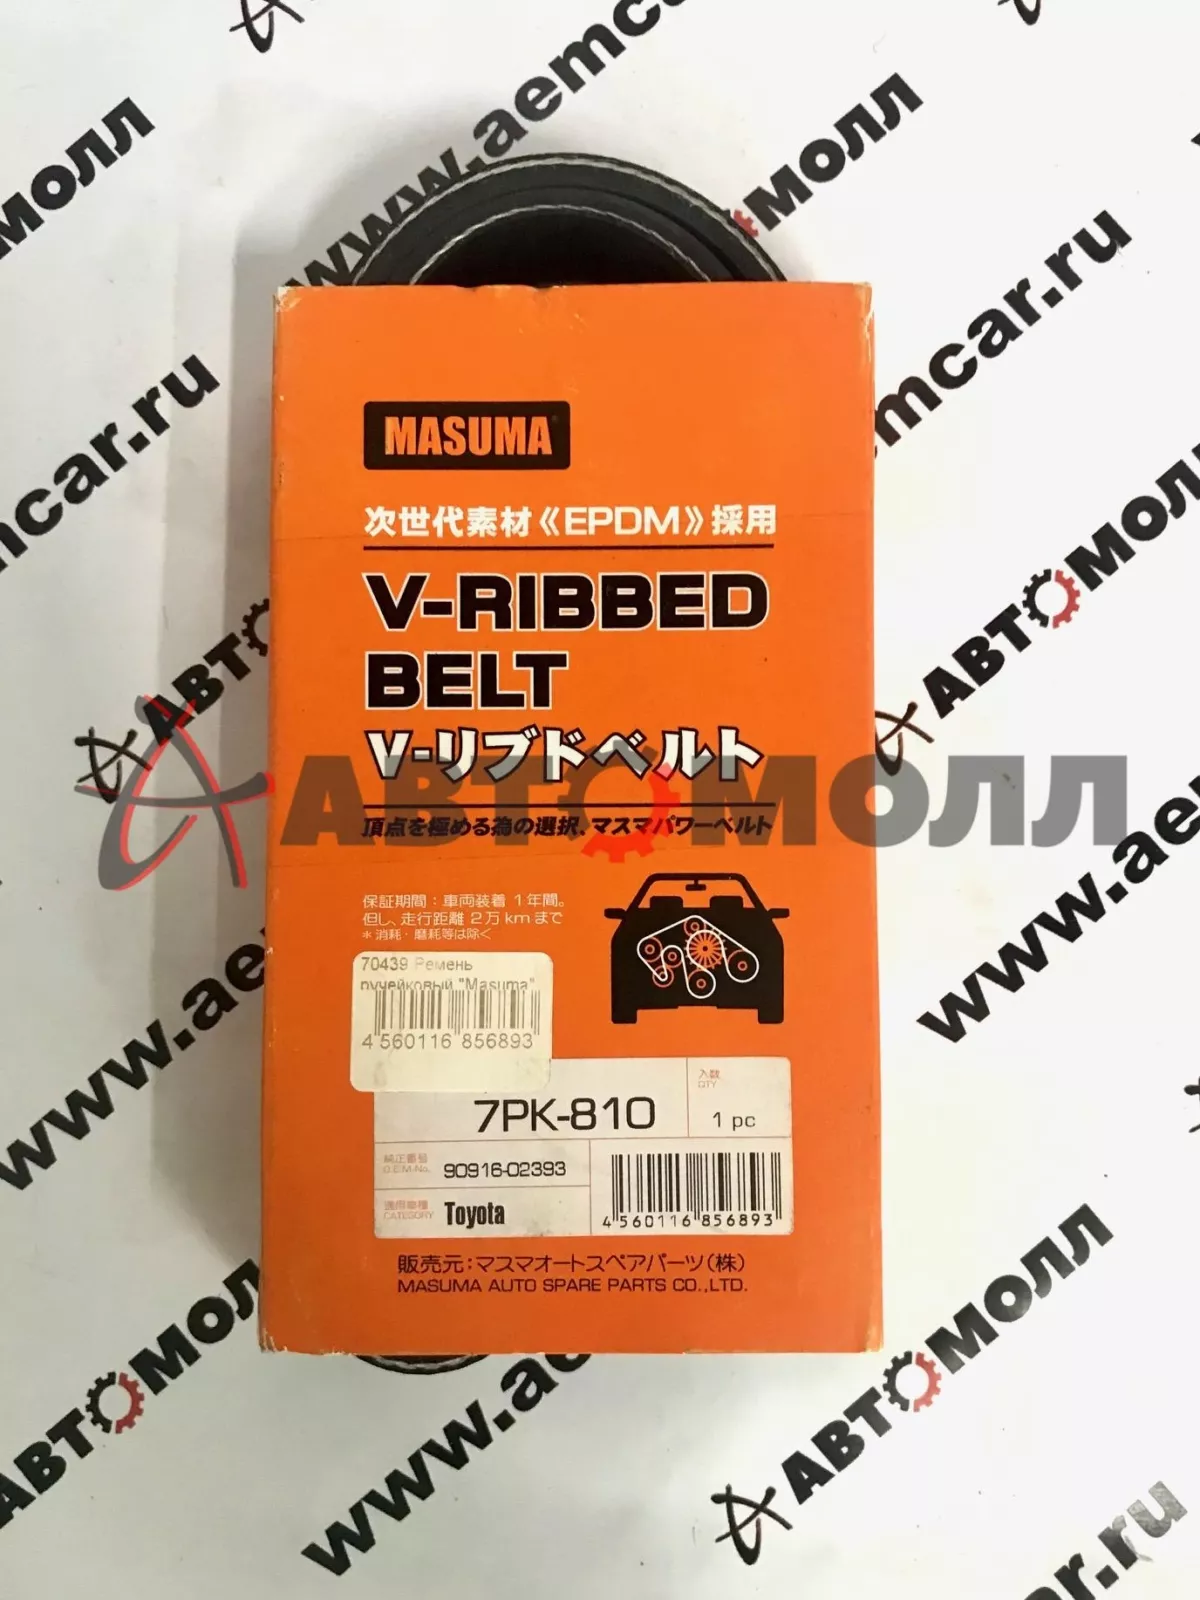 MASUMA
次世代素材《EPDM》採用
V-RIBBED
BELT
V-リブドベルト
АВТОМОЛЛ
頂点を極める為の選択、マスマパワーベルト
保証期間：車両装着1年間。
但し、走行距離2万kmまで
*消耗・磨耗等は除く
70439 Ремень
ручейковый "Masuma"
4 560116 856893
7PK-810
入数
QTY
1 pc
純正番号
O.E.M-No.
90916-02393
適用車種
CATEGORY
Toyota
4 560116 856893
販売元：マスマオートスペアパーツ(株)
MASUMA AUTO SPARE PARTS CO.,LTD.
www.aemcar.ru
АВТОМОЛЛ
www.aemcar.ru
АВТОМОЛЛ